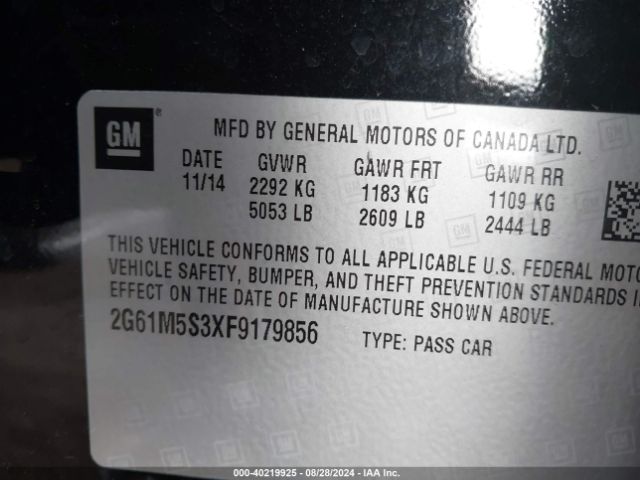 GM ®
MFD BY GENERAL MOTORS OF CANADA LTD.
DATE GVWR GAWR FRT GAWR RR
11/14 2292 KG 1183 KG 1109 KG
5053 LB 2609 LB 2444 LB
THIS VEHICLE CONFORMS TO ALL APPLICABLE U.S. FEDERAL
VEHICLE SAFETY, BUMPER, AND THEFT PREVENTION STANDARDS
EFFECT ON THE DATE OF MANUFACTURE SHOWN ABOVE.
2G61M5S3XF9179856 TYPE: PASS CAR
000-40219925 - 08/28/2024 - IAA Inc.